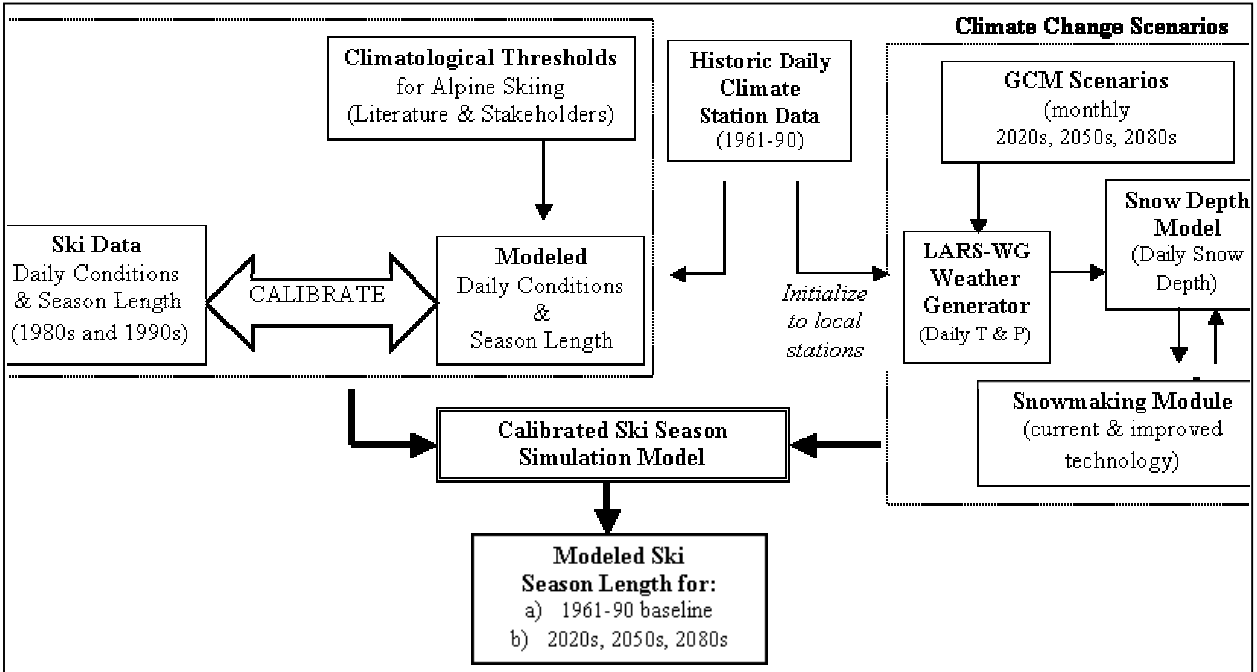 Climate Change Scenarios
Climatological Thresholds
for Alpine Skiing
(Literature & Stakeholders)
Historic Daily
Climate
Station Data
(1961-90)
GCM Scenarios
(monthly
2020s, 2050s, 2080s
Ski Data
Daily Conditions
& Season Length
(1980s and 1990s)
CALIBRATE
Modeled
Daily Conditions
&
Season Length
Initialize
to local
stations
LARS-WG
Weather
Generator
(Daily T & P)
Snow Depth
Model
(Daily Snow
Depth)
Snowmaking Module
(current & improved
technology)
Calibrated Ski Season
Simulation Model
Modeled Ski
Season Length for:
a) 1961-90 baseline
b) 2020s, 2050s, 2080s